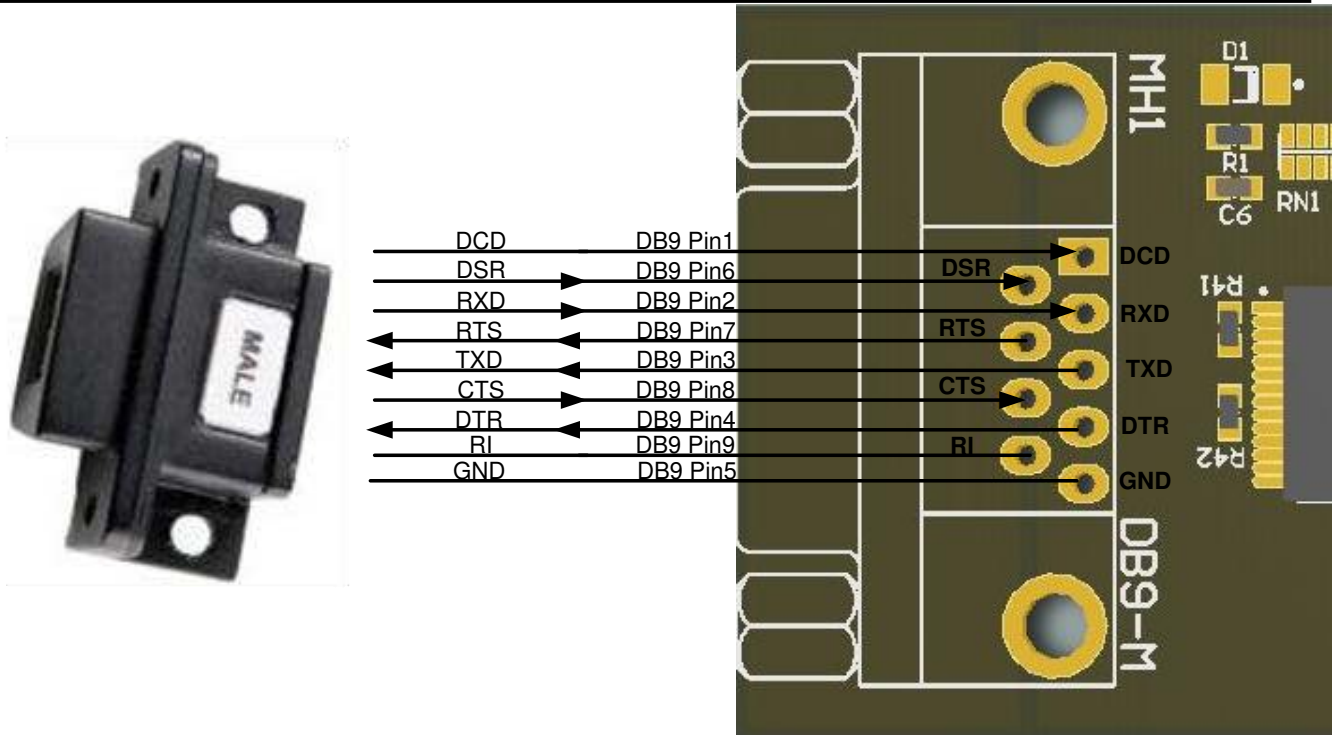 MALE
DCD DB9 Pin1
DSR DB9 Pin6
RXD DB9 Pin2
RTS DB9 Pin7
TXD DB9 Pin3
CTS DB9 Pin8
DTR DB9 Pin4
RI DB9 Pin9
GND DB9 Pin5
DCD
DSR
RXD
RTS
TXD
CTS
DTR
RI
GND
MH1
DB9-M
D1
R1
C6
RN1
R41
R42